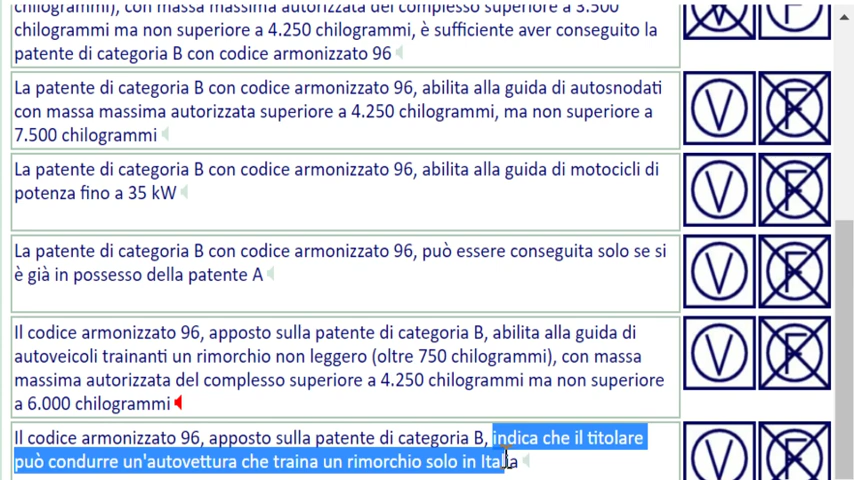 chilogrammi), con massa massima autorizzata del complesso superiore a 3.500
chilogrammi ma non superiore a 4.250 chilogrammi, è sufficiente aver conseguito la
patente di categoria B con codice armonizzato 96
V F
La patente di categoria B con codice armonizzato 96, abilita alla guida di autosnodati
con massa massima autorizzata superiore a 4.250 chilogrammi, ma non superiore a
7.500 chilogrammi
V F
La patente di categoria B con codice armonizzato 96, abilita alla guida di motocicli di
potenza fino a 35 kW
V F
La patente di categoria B con codice armonizzato 96, può essere conseguita solo se si
è già in possesso della patente A
V F
Il codice armonizzato 96, apposto sulla patente di categoria B, abilita alla guida di
autoveicoli trainanti un rimorchio non leggero (oltre 750 chilogrammi), con massa
massima autorizzata del complesso superiore a 4.250 chilogrammi ma non superiore
a 6.000 chilogrammi
V F
Il codice armonizzato 96, apposto sulla patente di categoria B, indica che il titolare
può condurre un'autovettura che traina un rimorchio solo in Italia
V F